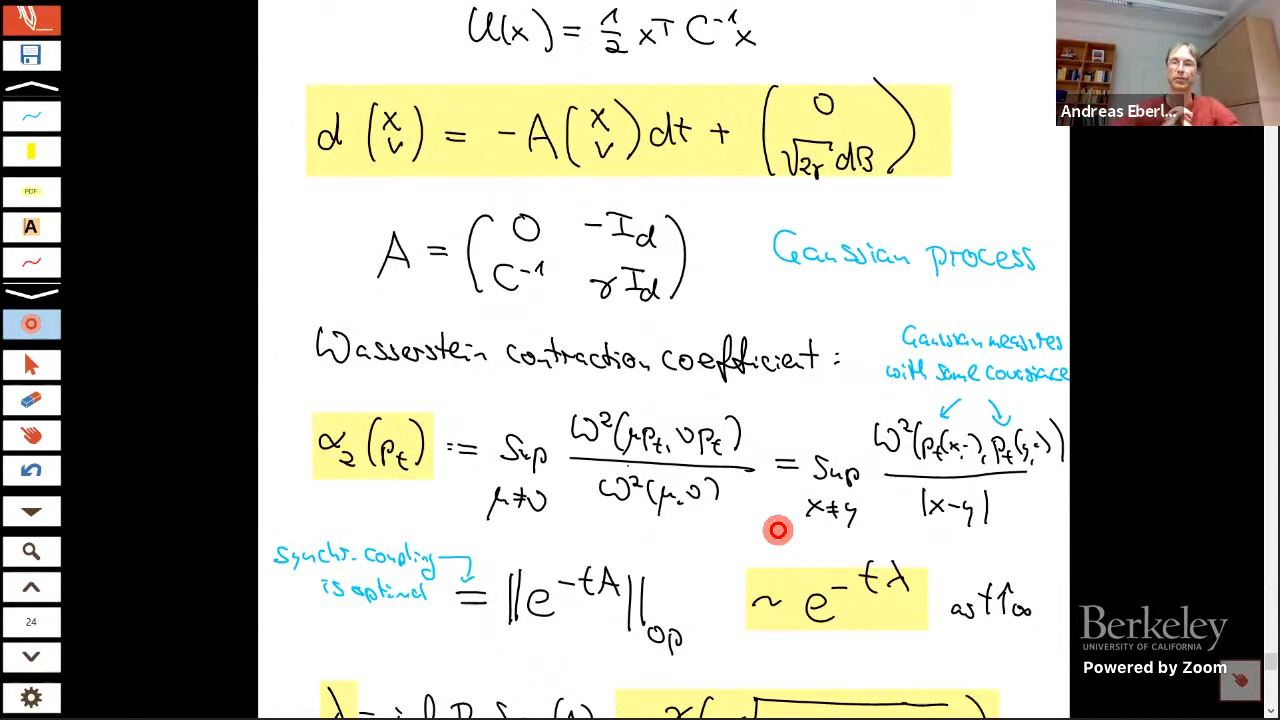 U(x) = 1/2 xᵀ C⁻¹ x
d (x v) = -A (x v) dt + (0 √2γ dB)
A = (0 -I_d C⁻¹ γI_d)
Gaussian process
Wasserstein contraction coefficient :
Gaussian measures
with same covariance
α₂(p_t) := sup_{μ≠ν} W²(μp_t, νp_t) / W²(μ,ν) = sup_{x≠y} W²(p_t(x,·), p_t(y,·)) / |x-y|
synchr. coupling
is optimal
= ||e^{-tA}||_op ~ e^{-tλ} as t↑∞
Andreas Eberl...
PDF
A
24
Berkeley
UNIVERSITY OF CALIFORNIA
Powered by Zoom